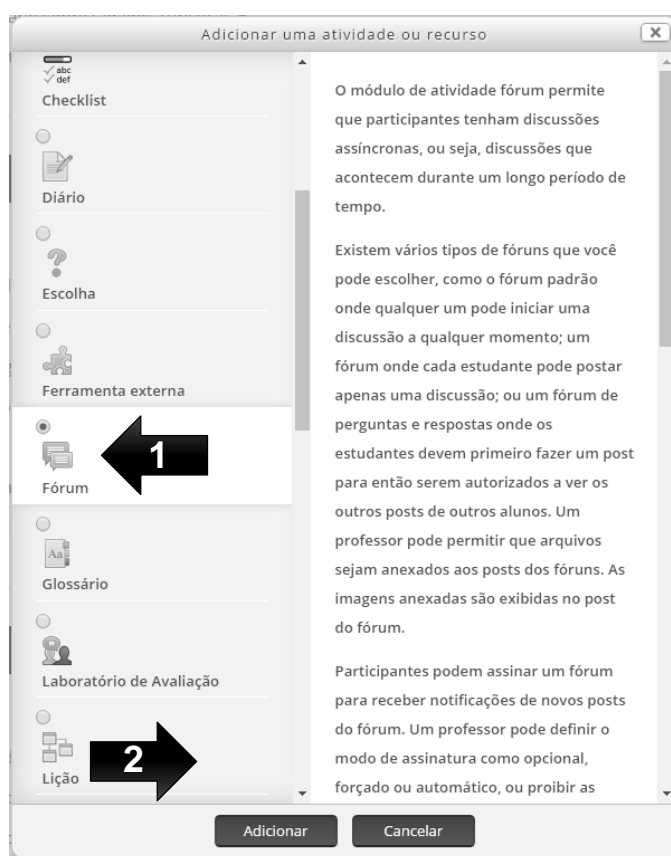 Adicionar uma atividade ou recurso
x
abc
def
Checklist
Diário
?
Escolha
Ferramenta externa
Fórum
1
Aa
Glossário
Laboratório de Avaliação
Lição
2
O módulo de atividade fórum permite
que participantes tenham discussões
assíncronas, ou seja, discussões que
acontecem durante um longo período de
tempo.
Existem vários tipos de fóruns que você
pode escolher, como o fórum padrão
onde qualquer um pode iniciar uma
discussão a qualquer momento; um
fórum onde cada estudante pode postar
apenas uma discussão; ou um fórum de
perguntas e respostas onde os
estudantes devem primeiro fazer um post
para então serem autorizados a ver os
outros posts de outros alunos. Um
professor pode permitir que arquivos
sejam anexados aos posts dos fóruns. As
imagens anexadas são exibidas no post
do fórum.
Participantes podem assinar um fórum
para receber notificações de novos posts
do fórum. Um professor pode definir o
modo de assinatura como opcional,
forçado ou automático, ou proibir as
Adicionar
Cancelar